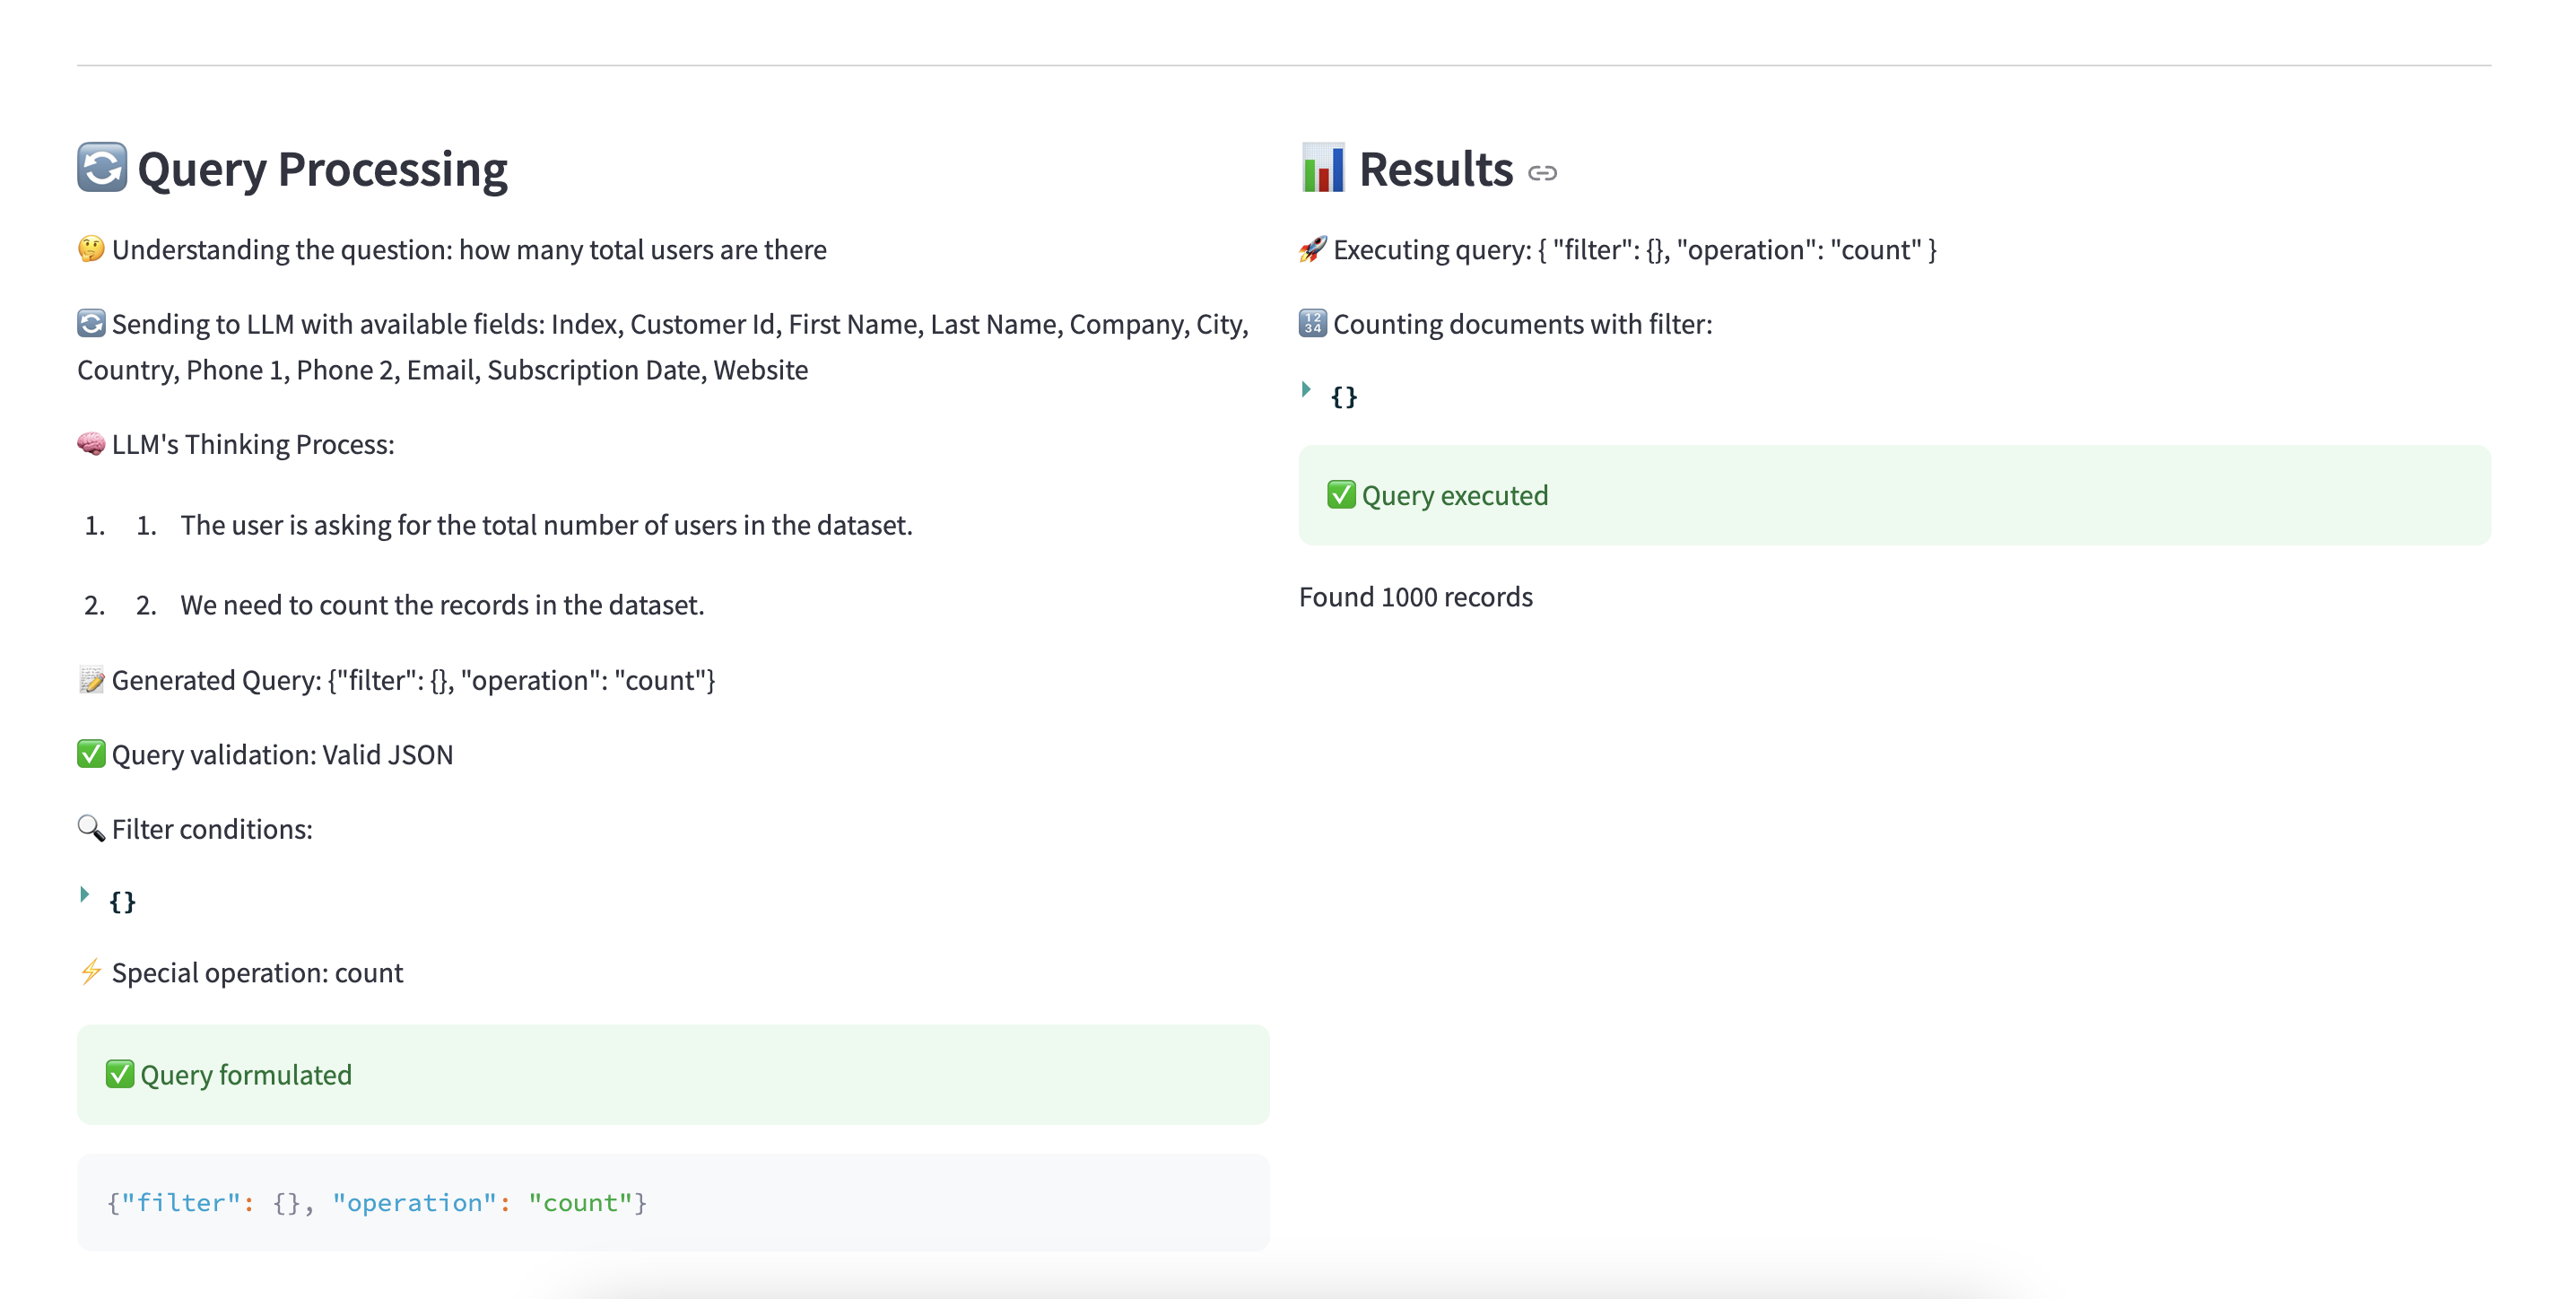 Query Processing
🤔 Understanding the question: how many total users are there
🔄 Sending to LLM with available fields: Index, Customer Id, First Name, Last Name, Company, City,
Country, Phone 1, Phone 2, Email, Subscription Date, Website
🧠 LLM's Thinking Process:
1. 1. The user is asking for the total number of users in the dataset.
2. 2. We need to count the records in the dataset.
📝 Generated Query: {"filter": {}, "operation": "count"}
✅ Query validation: Valid JSON
🔍 Filter conditions:
{}
⚡ Special operation: count
✅ Query formulated
{"filter": {}, "operation": "count"}
📊 Results
🚀 Executing query: { "filter": {}, "operation": "count" }
🔢 Counting documents with filter:
{}
✅ Query executed
Found 1000 records